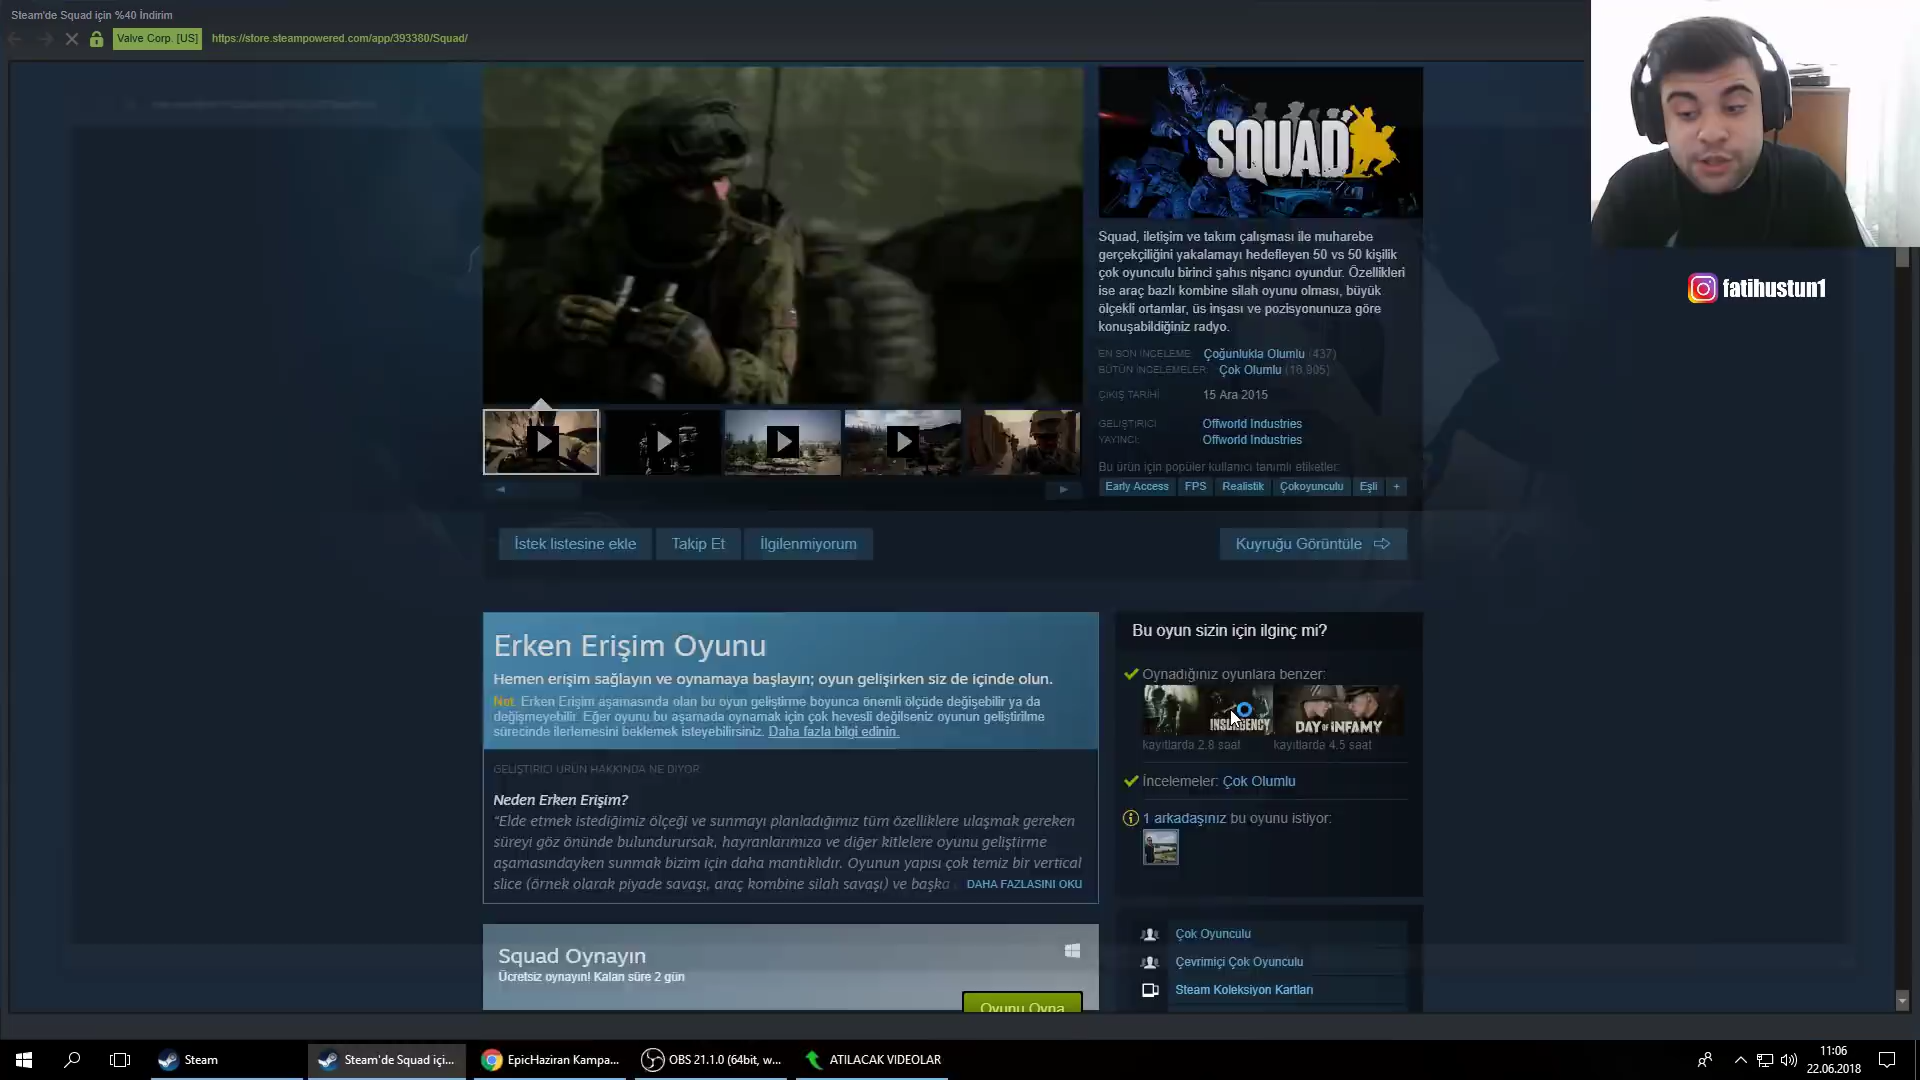 Steam'de Squad için %40 İndirim
Valve Corp. [US]
https://store.steampowered.com/app/393380/Squad/
SQUAD
Squad, iletişim ve takım çalışması ile muharebe
gerçekçiliğini yakalamayı hedefleyen 50 vs 50 kişilik
çok oyunculu birinci şahıs nişancı oyundur. Özellikleri
ise araç bazlı kombine silah oyunu olması, büyük
ölçekli ortamlar, üs inşası ve pozisyonunuza göre
konuşabildiğiniz radyo.
EN SON İNCELEME: Çoğunlukla Olumlu (437)
BÜTÜN İNCELEMELER: Çok Olumlu (18,905)
ÇIKIŞ TARİHİ: 15 Ara 2015
GELİŞTİRİCİ: Offworld Industries
YAYINCI: Offworld Industries
Bu ürün için popüler kullanıcı tanımlı etiketler:
Early Access FPS Realistik Çokoyunculu Eşli +
fatihustun1
İstek listesine ekle
Takip Et
İlgilenmiyorum
Kuyruğu Görüntüle
Erken Erişim Oyunu
Hemen erişim sağlayın ve oynamaya başlayın; oyun gelişirken siz de içinde olun.
Not: Erken Erişim aşamasında olan bu oyun geliştirme boyunca önemli ölçüde değişebilir ya da
değişmeyebilir. Eğer oyunu bu aşamada oynamak için çok hevesli değilseniz oyunun geliştirilme
sürecinde ilerlemesini beklemek isteyebilirsiniz. Daha fazla bilgi edinin.
GELİŞTİRİCİ ÜRÜN HAKKINDA NE DİYOR:
Neden Erken Erişim?
“Elde etmek istediğimiz ölçeği ve sunmayı planladığımız tüm özelliklere ulaşmak gereken
süreyi göz önünde bulundurursak, hayranlarımıza ve diğer kitlelere oyunu geliştirme
aşamasındayken sunmak bizim için daha mantıklıdır. Oyunun yapısı çok temiz bir vertical
slice (örnek olarak piyade savaşı, araç kombine silah savaşı) ve başka
DAHA FAZLASINI OKU
Squad Oynayın
Ücretsiz oynayın! Kalan süre 2 gün
Oyunu Oyna
Bu oyun sizin için ilginç mi?
Oynadığınız oyunlara benzer:
INSURGENCY
DAY OF INFAMY
kayıtlarda 2.8 saat
kayıtlarda 4.5 saat
İncelemeler: Çok Olumlu
1 arkadaşınız bu oyunu istiyor:
Çok Oyunculu
Çevrimiçi Çok Oyunculu
Steam Koleksiyon Kartları
Steam
Steam'de Squad içi...
EpicHaziran Kampa...
OBS 21.1.0 (64bit, w...
ATILACAK VIDEOLAR
11:06
22.06.2018